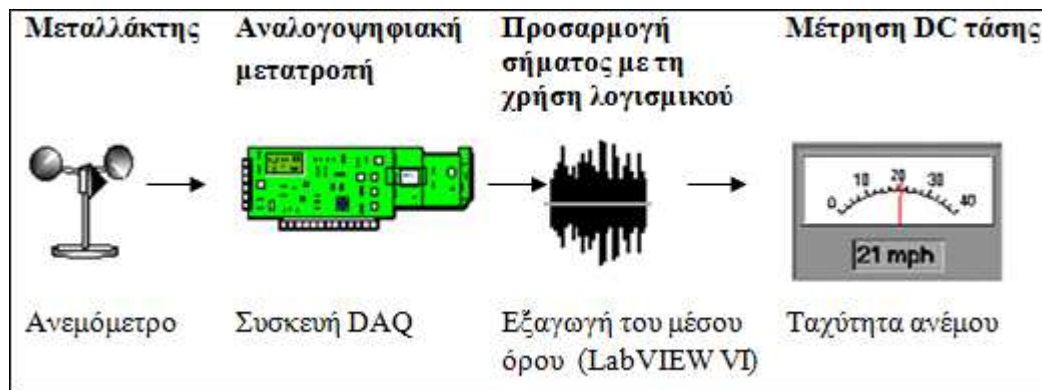 Μεταλλάκτης
Αναλογοψηφιακή
μετατροπή
Προσαρμογή
σήματος με τη
χρήση λογισμικού
Μέτρηση DC τάσης
0 10 20 30 40
21 mph
Ανεμόμετρο
Συσκευή DAQ
Εξαγωγή του μέσου
όρου (LabVIEW VI)
Ταχύτητα ανέμου